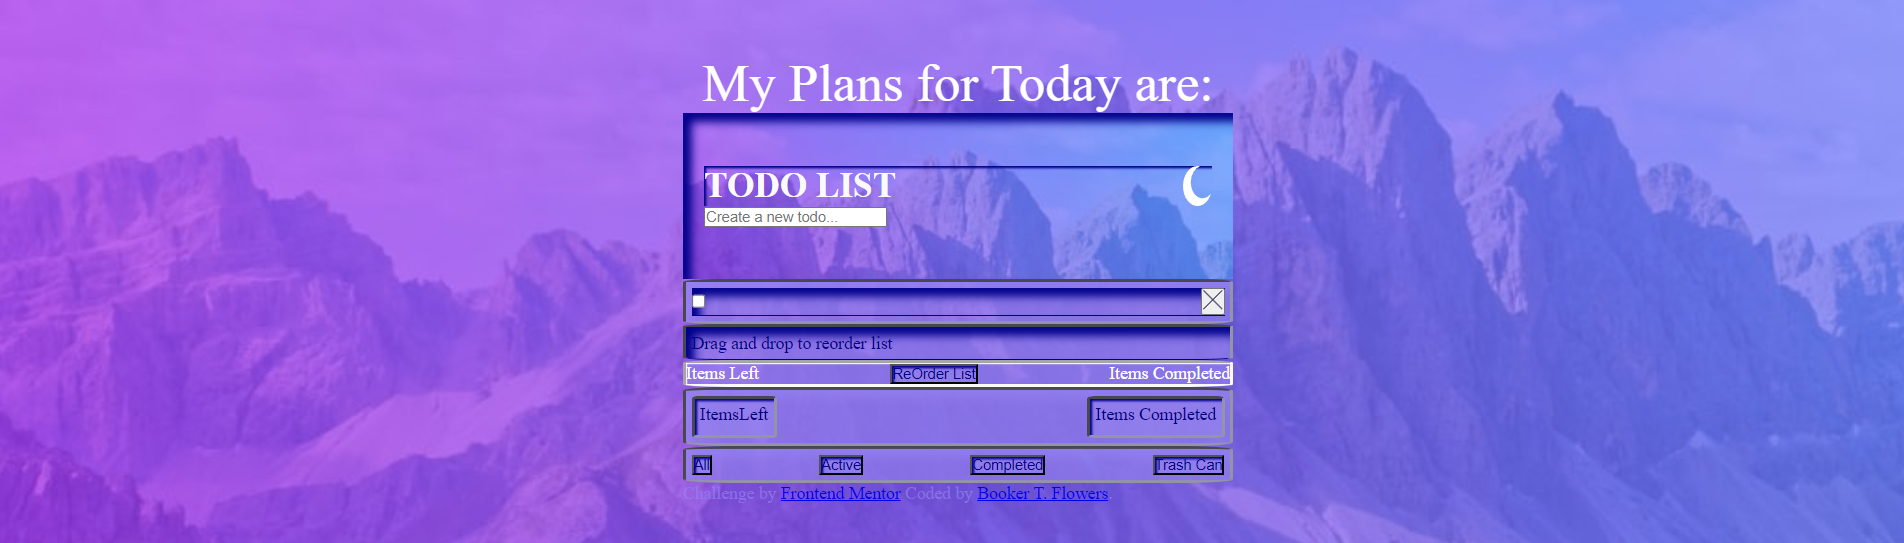 My Plans for Today are:
TODO LIST
Create a new todo...
Drag and drop to reorder list
Items Left ReOrder List Items Completed
ItemsLeft Items Completed
All Active Completed Trash Can
Challenge by Frontend Mentor Coded by Booker T. Flowers